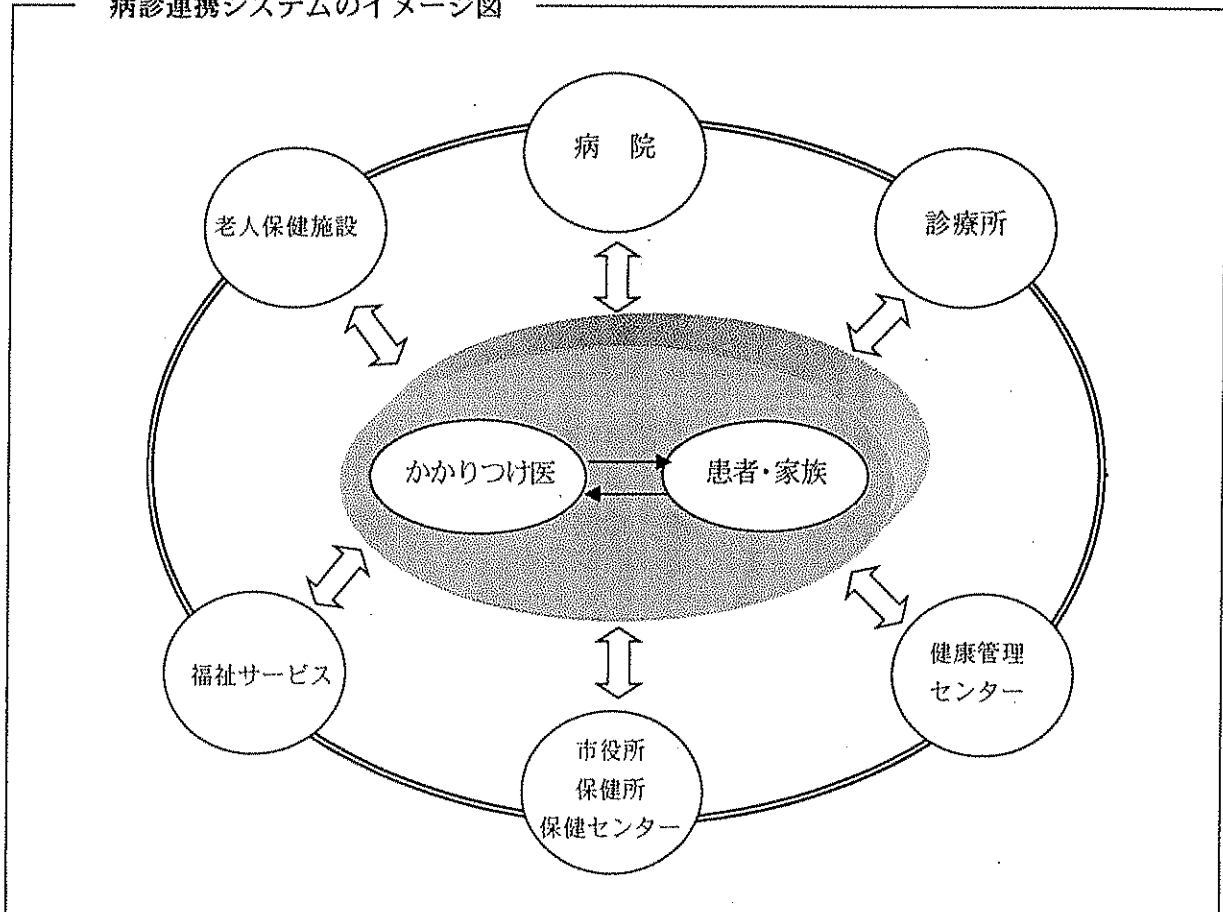 病診連携システムのイメージ図
病 院
老人保健施設
診療所
かかりつけ医
患者・家族
福祉サービス
健康管理
センター
市役所
保健所
保健センター